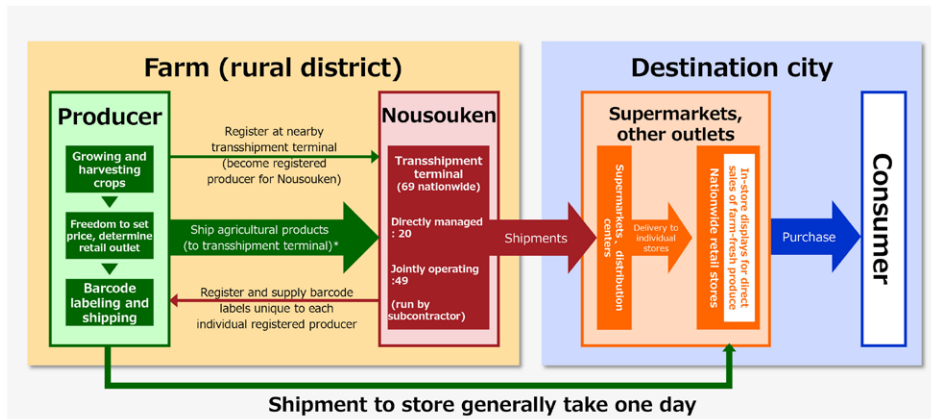 Farm (rural district)
Destination city
Producer
Growing and
harvesting
crops
Freedom to set
price, determine
retail outlet
Barcode
labeling and
shipping
Register at nearby
transshipment terminal
(become registered
producer for Nousouken)
Ship agricultural products
(to transshipment terminal)*
Register and supply barcode
labels unique to each
individual registered producer
Nousouken
Transshipment
terminal
(69 nationwide)
Directly managed
: 20
Jointly operating
:49
(run by
subcontractor)
Shipments
Supermarkets,
other outlets
Supermarkets、distribution
centers
Delivery to
individual
stores
In-store displays for direct
sales of farm-fresh produce
Nationwide retail stores
Purchase
Consumer
Shipment to store generally take one day